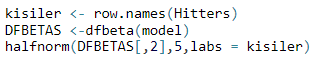 kisiler <- row.names(Hitters)
DFBETAS <-dfbeta(model)
halfnorm(DFBETAS[,2],5,labs = kisiler)